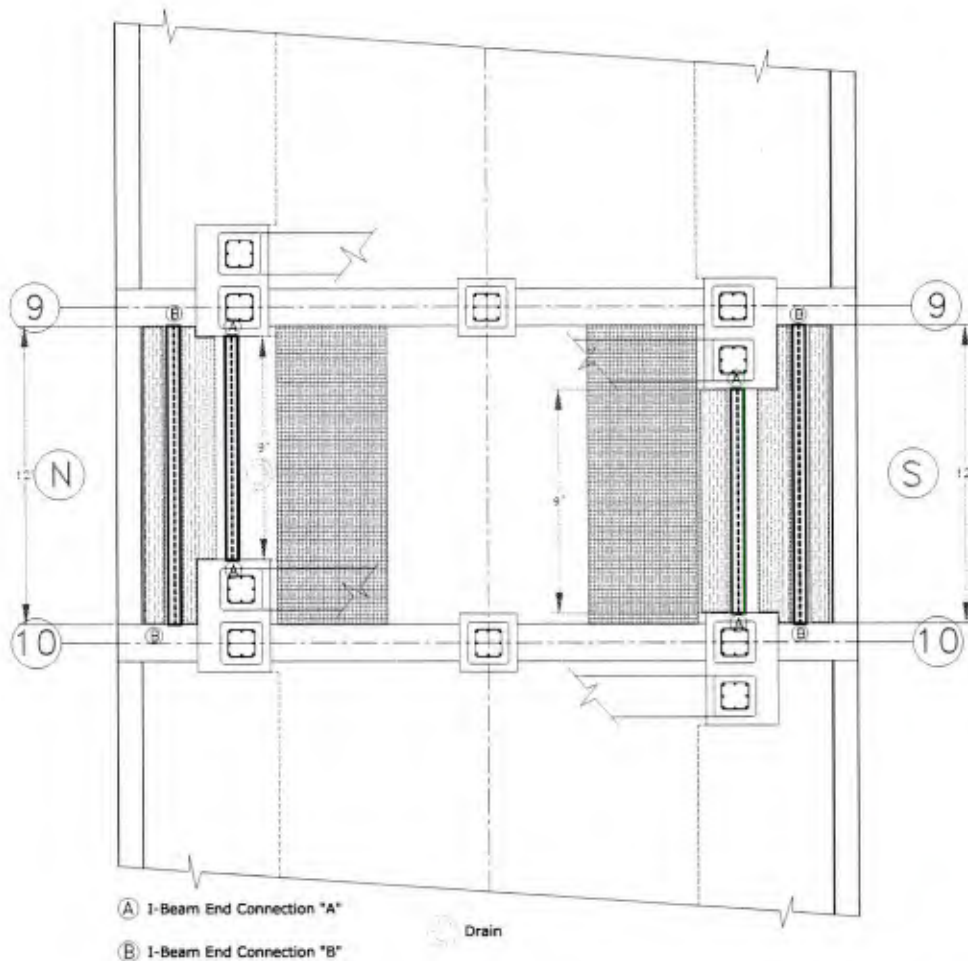 B B
9 9
A
A
9'
9'
N S
A
A
10 B B 10
A I-Beam End Connection "A"
Drain
B I-Beam End Connection "B"